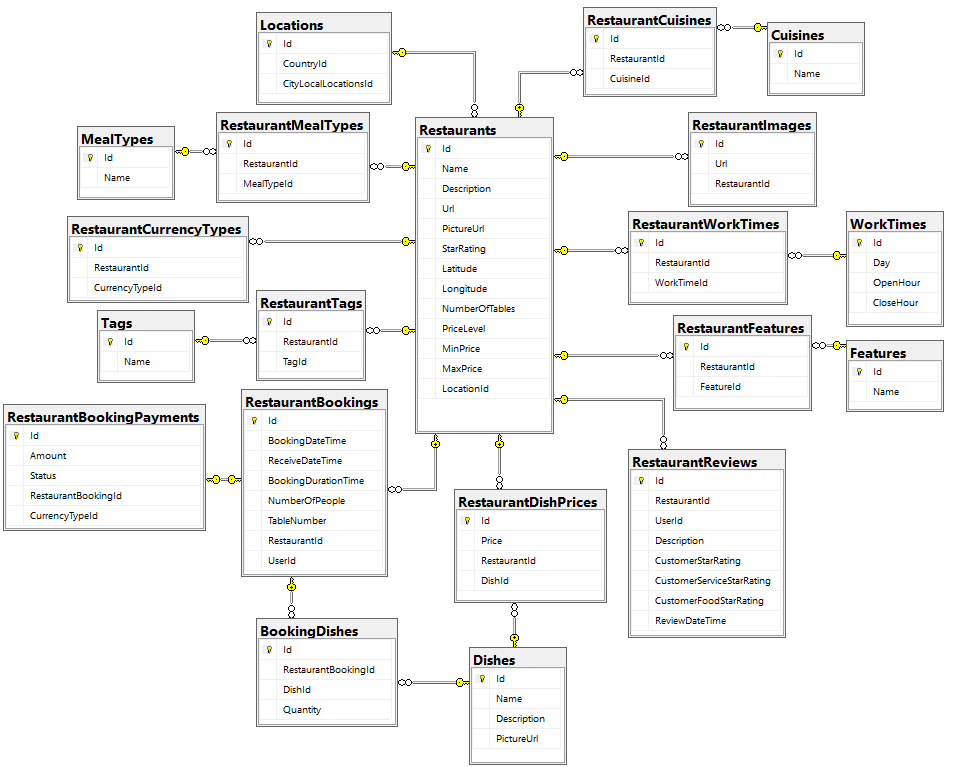 Locations
Id
CountryId
CityLocalLocationsId
RestaurantCuisines
Id
RestaurantId
CuisineId
Cuisines
Id
Name
MealTypes
Id
Name
RestaurantMealTypes
Id
RestaurantId
MealTypeId
Restaurants
Id
Name
Description
Url
PictureUrl
StarRating
Latitude
Longitude
NumberOfTables
PriceLevel
MinPrice
MaxPrice
LocationId
RestaurantImages
Id
Url
RestaurantId
RestaurantCurrencyTypes
Id
RestaurantId
CurrencyTypeId
RestaurantWorkTimes
Id
RestaurantId
WorkTimeId
WorkTimes
Id
Day
OpenHour
CloseHour
Tags
Id
Name
RestaurantTags
Id
RestaurantId
TagId
RestaurantFeatures
Id
RestaurantId
FeatureId
Features
Id
Name
RestaurantBookingPayments
Id
Amount
Status
RestaurantBookingId
CurrencyTypeId
RestaurantBookings
Id
BookingDateTime
ReceiveDateTime
BookingDurationTime
NumberOfPeople
TableNumber
RestaurantId
UserId
RestaurantDishPrices
Id
Price
RestaurantId
DishId
RestaurantReviews
Id
RestaurantId
UserId
Description
CustomerStarRating
CustomerServiceStarRating
CustomerFoodStarRating
ReviewDateTime
BookingDishes
Id
RestaurantBookingId
DishId
Quantity
Dishes
Id
Name
Description
PictureUrl